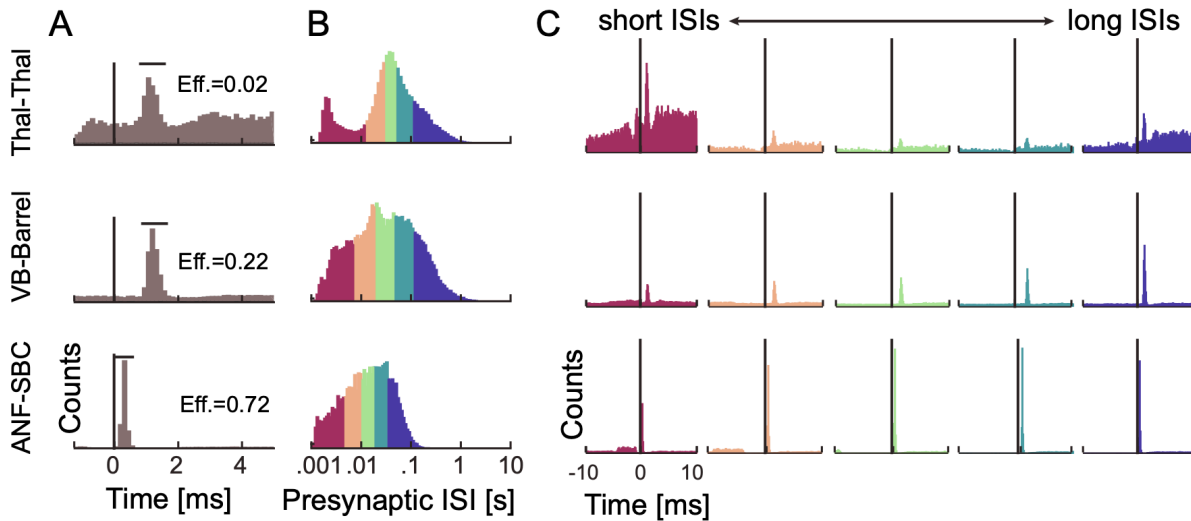 A
B
C
short ISIs
long ISIs
Thal-Thal
Eff.=0.02
VB-Barrel
Eff.=0.22
ANF-SBC
Counts
Eff.=0.72
Counts
0 2 4
Time [ms]
.001 .01 .1 1 10
Presynaptic ISI [s]
-10 0 10
Time [ms]